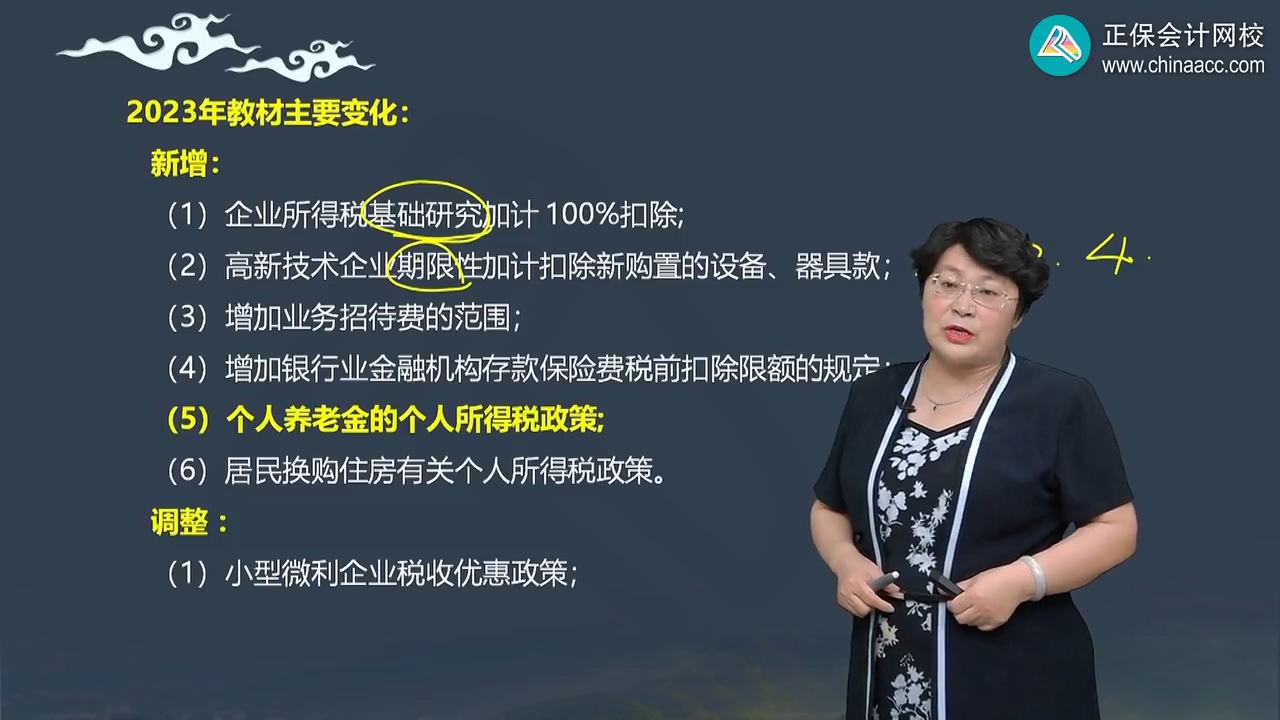 正保会计网校
www.chinaacc.com
2023年教材主要变化：
新增：
（1）企业所得税基础研究加计 100%扣除;
（2）高新技术企业期限性加计扣除新购置的设备、器具款；
（3）增加业务招待费的范围；
（4）增加银行业金融机构存款保险费税前扣除限额的规定；
（5）个人养老金的个人所得税政策;
（6）居民换购住房有关个人所得税政策。
调整：
（1）小型微利企业税收优惠政策；
4.